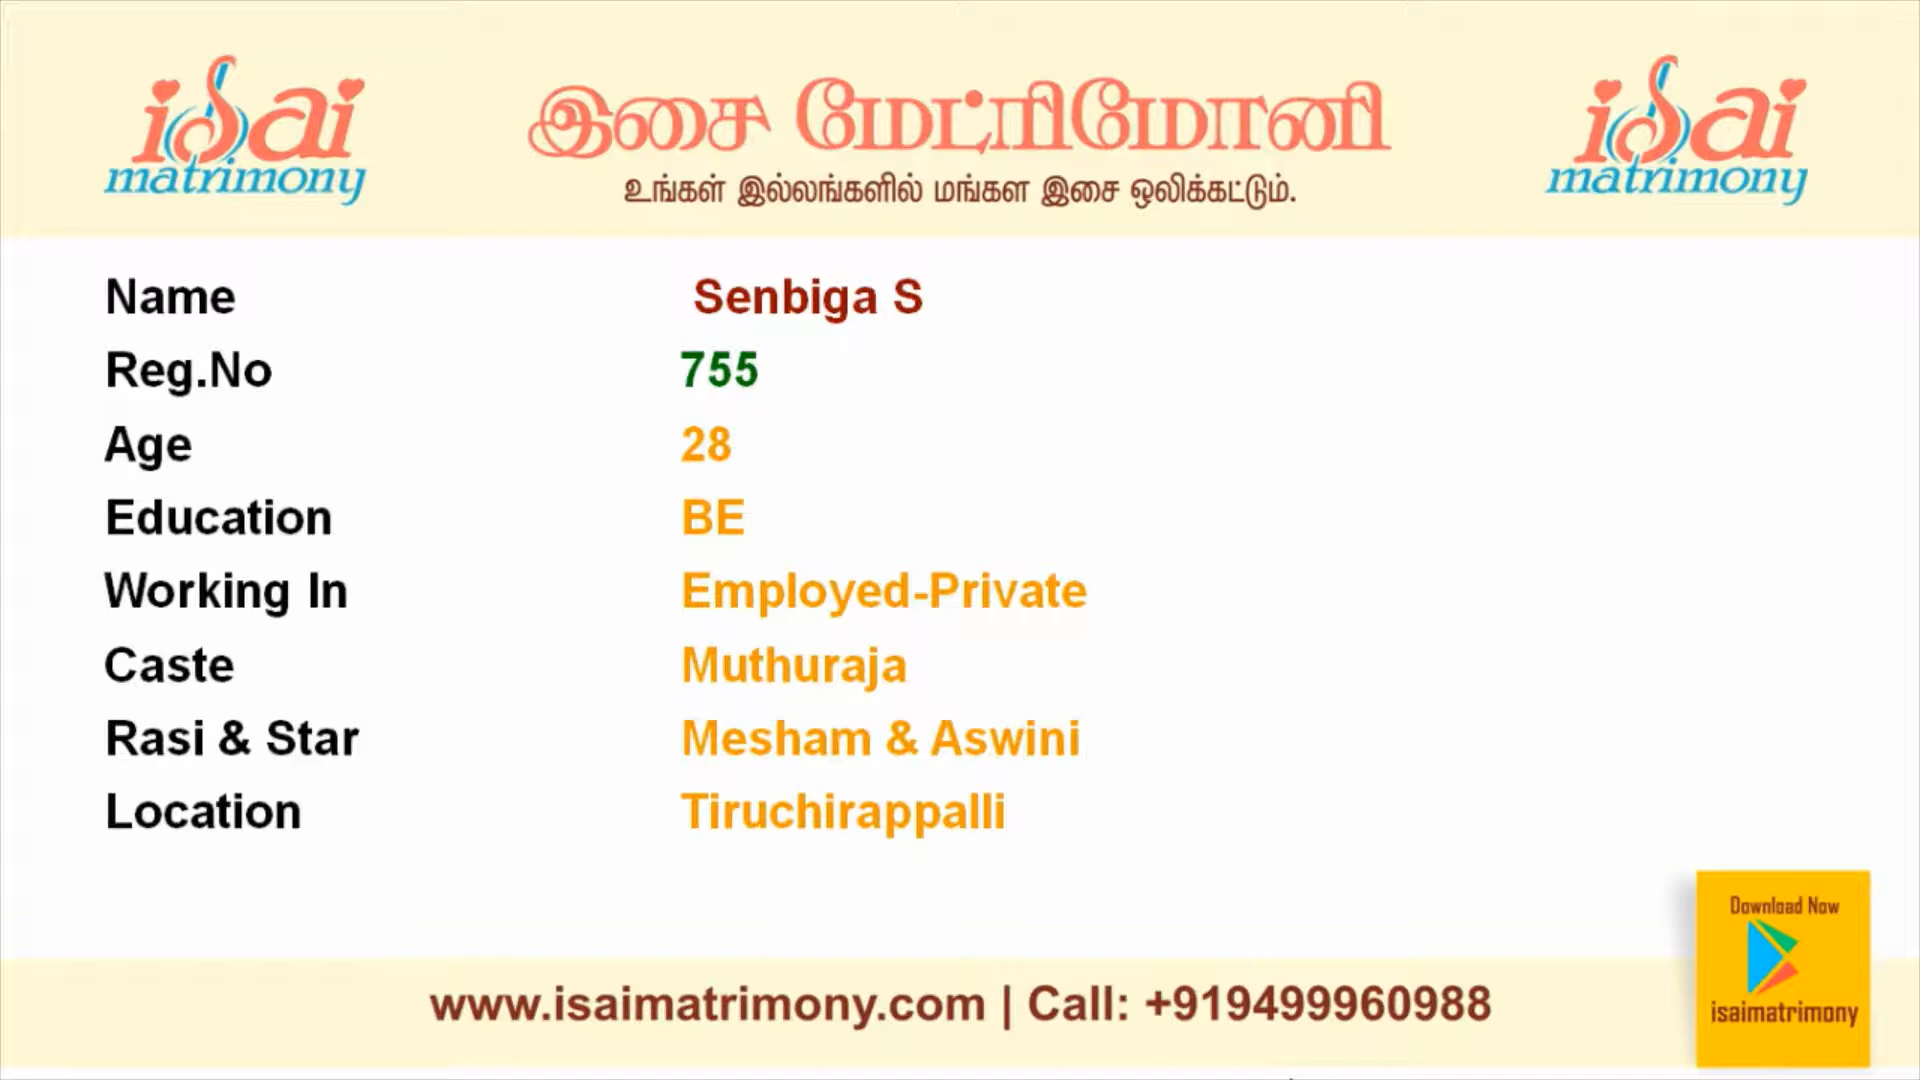 isai matrimony
இசை மேட்ரிமோனி
உங்கள் இல்லங்களில் மங்கள இசை ஒலிக்கட்டும்.
isai matrimony
Name Senbiga S
Reg.No 755
Age 28
Education BE
Working In Employed-Private
Caste Muthuraja
Rasi & Star Mesham & Aswini
Location Tiruchirappalli
Download Now
isaimatrimony
www.isaimatrimony.com | Call: +919499960988